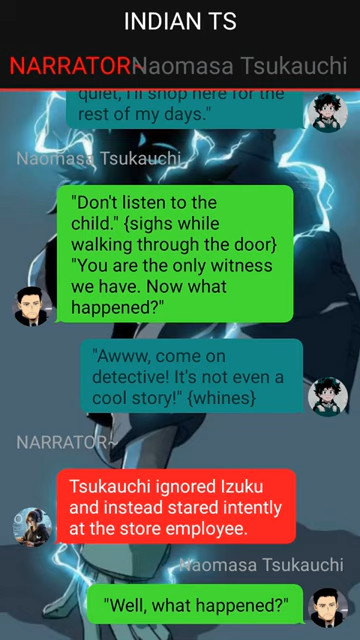 INDIAN TS
NARRATOR~ Naomasa Tsukauchi
quiet, I'll shop here for the
rest of my days."
Naomasa Tsukauchi
"Don't listen to the
child." {sighs while
walking through the door}
"You are the only witness
we have. Now what
happened?"
"Awww, come on
detective! It's not even a
cool story!" {whines}
NARRATOR~
Tsukauchi ignored Izuku
and instead stared intently
at the store employee.
Naomasa Tsukauchi
"Well, what happened?"